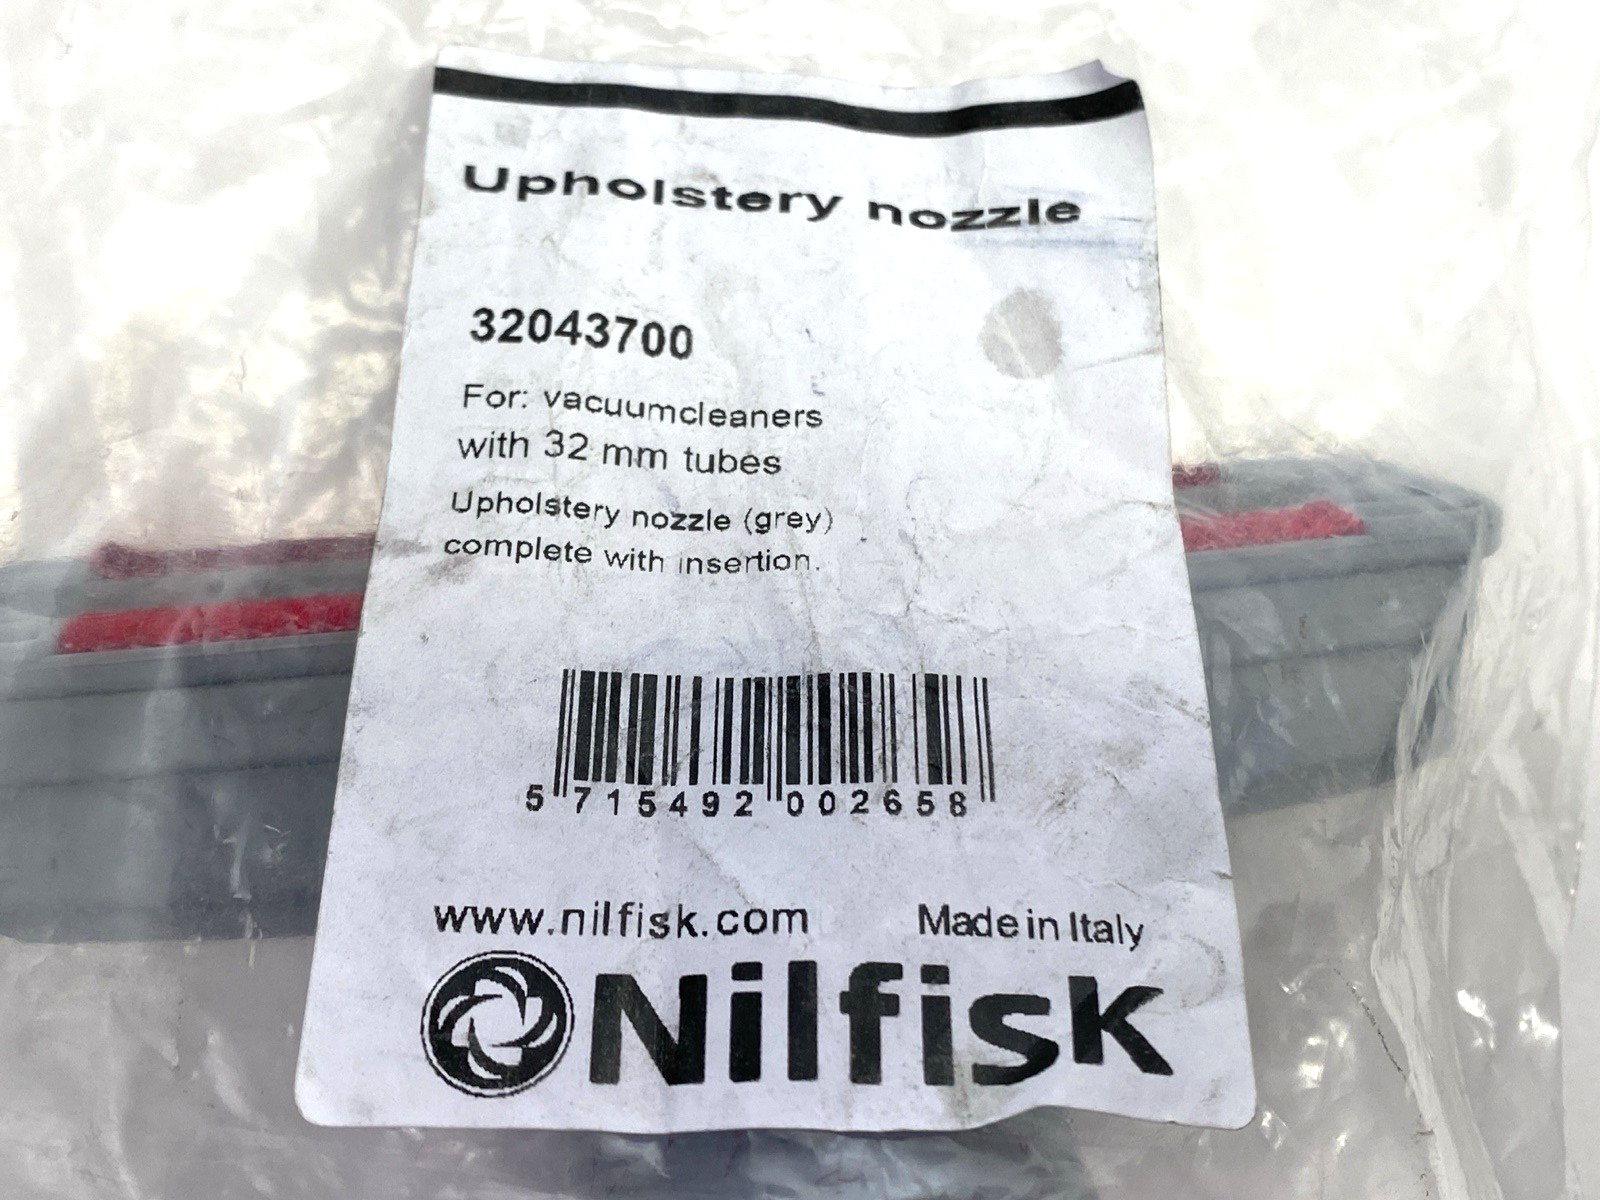 Upholstery nozzle
32043700
For: vacuumcleaners
with 32 mm tubes
Upholstery nozzle (grey)
complete with insertion.
5 715492 002658
www.nilfisk.com Made in Italy
Nilfisk